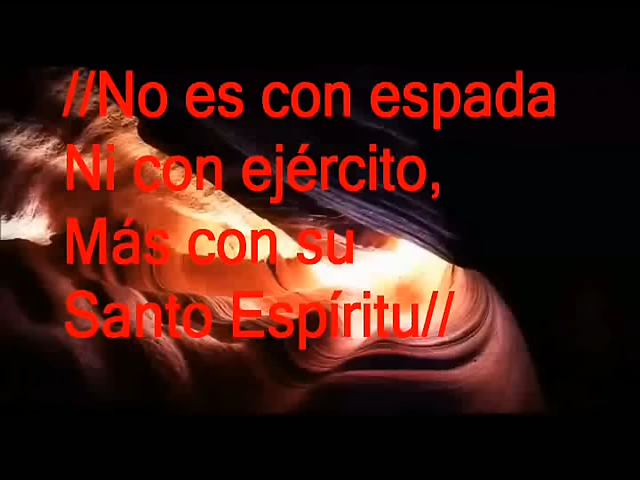 //No es con espada
Ni con ejército,
Más con su
Santo Espíritu//